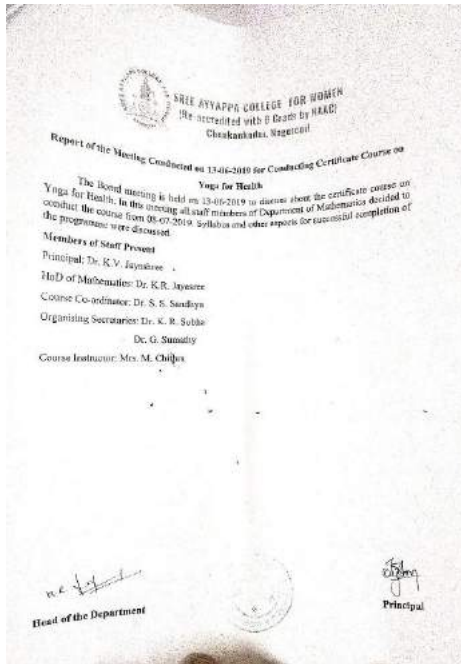 SREE AYYAPPA COLLEGE FOR WOMEN
(Re-accredited with B Grade by NAAC)
Chunkankadai, Nagercoil
Report of the Meeting Conducted on 13-06-2019 for Conducting Certificate Course on
Yoga for Health
The Board meeting is held on 13-06-2019 to discuss about the certificate course on
Yoga for Health. In this meeting all staff members of Department of Mathematics decided to
conduct the course from 08-07-2019. Syllabus and other aspects for successful completion of
the programme were discussed.
Members of Staff Present
Principal: Dr. K.V. Jayashree
HoD of Mathematics: Dr. K.R. Jayasree
Course Co-ordinator: Dr. S. S. Sandhya
Organising Secretaries: Dr. K. R. Subha
Dr. G. Sumathy
Course Instructor: Mrs. M. Chithra
Head of the Department
Principal